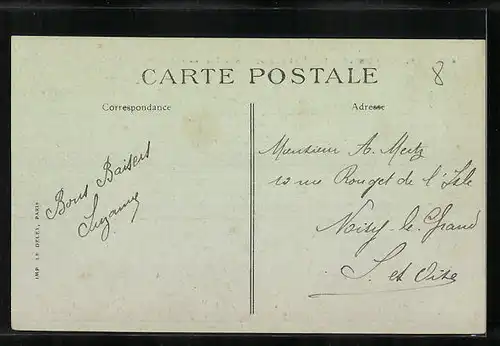 CARTE POSTALE
8
Correspondance
Adresse
Bons Baisers
Suzanne
Monsieur A. Metz
12 rue Rouget de l'Isle
Noisy-le-Grand
S. et Oise
IMP. LE DELEY, PARIS